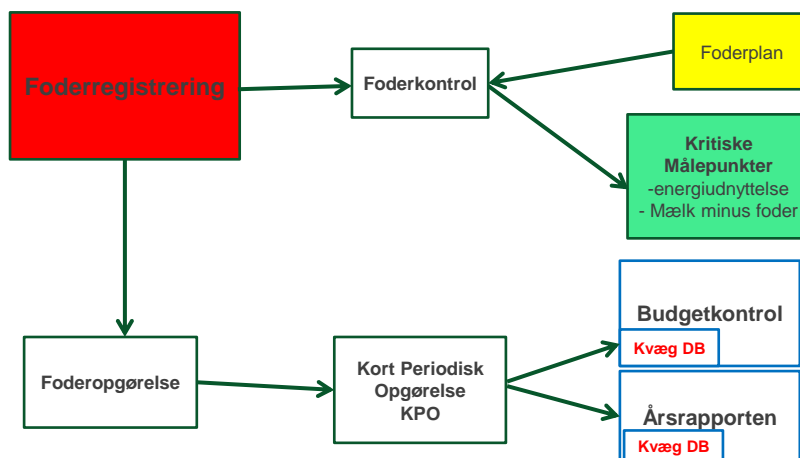 Foderregistrering
Foderkontrol
Foderplan
Kritiske
Målepunkter
-energiudnyttelse
- Mælk minus foder
Foderopgørelse
Kort Periodisk
Opgørelse
KPO
Budgetkontrol
Kvæg DB
Årsrapporten
Kvæg DB